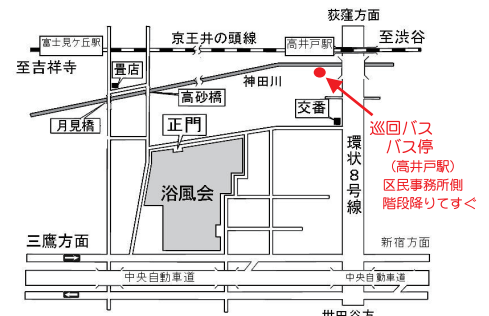 荻窪方面
富士見ケ丘駅
京王井の頭線
高井戸駅
至渋谷
至吉祥寺
畳店
神田川
高砂橋
交番
月見橋
正門
巡回バス
バス停
（高井戸駅）
区民事務所側
階段降りてすぐ
環状８号線
浴風会
三鷹方面
新宿方面
中央自動車道
中央自動車道
世田谷方